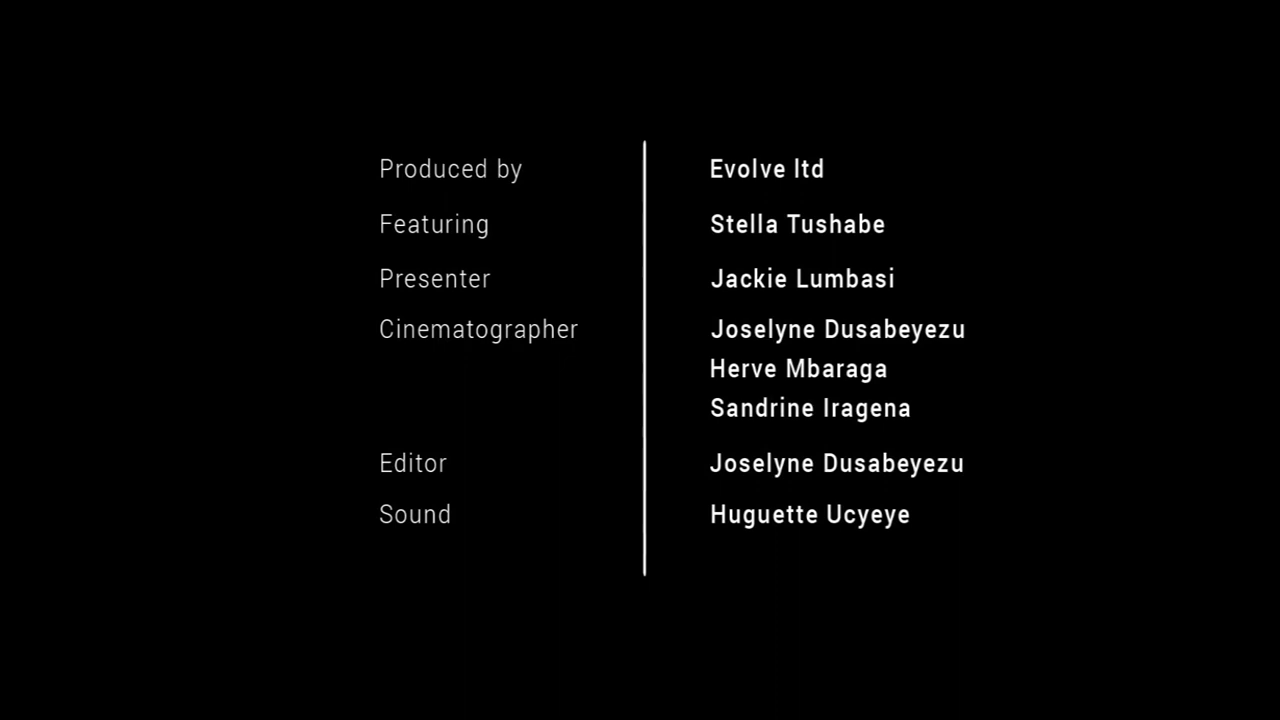 Produced by Evolve ltd
Featuring Stella Tushabe
Presenter Jackie Lumbasi
Cinematographer Joselyne Dusabeyezu
Herve Mbaraga
Sandrine Iragena
Editor Joselyne Dusabeyezu
Sound Huguette Ucyeye